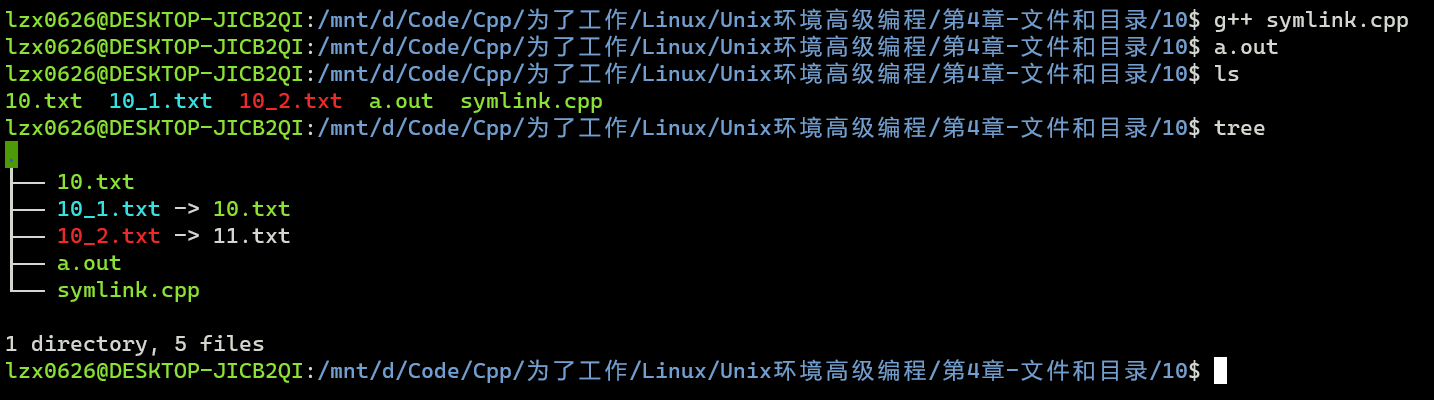 lzx0626@DESKTOP-JICB2QI:/mnt/d/Code/Cpp/为了工作/Linux/Unix环境高级编程/第4章-文件和目录/10$ g++ symlink.cpp
lzx0626@DESKTOP-JICB2QI:/mnt/d/Code/Cpp/为了工作/Linux/Unix环境高级编程/第4章-文件和目录/10$ a.out
lzx0626@DESKTOP-JICB2QI:/mnt/d/Code/Cpp/为了工作/Linux/Unix环境高级编程/第4章-文件和目录/10$ ls
10.txt  10_1.txt  10_2.txt  a.out  symlink.cpp
lzx0626@DESKTOP-JICB2QI:/mnt/d/Code/Cpp/为了工作/Linux/Unix环境高级编程/第4章-文件和目录/10$ tree
.
├── 10.txt
├── 10_1.txt -> 10.txt
├── 10_2.txt -> 11.txt
├── a.out
└── symlink.cpp
1 directory, 5 files
lzx0626@DESKTOP-JICB2QI:/mnt/d/Code/Cpp/为了工作/Linux/Unix环境高级编程/第4章-文件和目录/10$